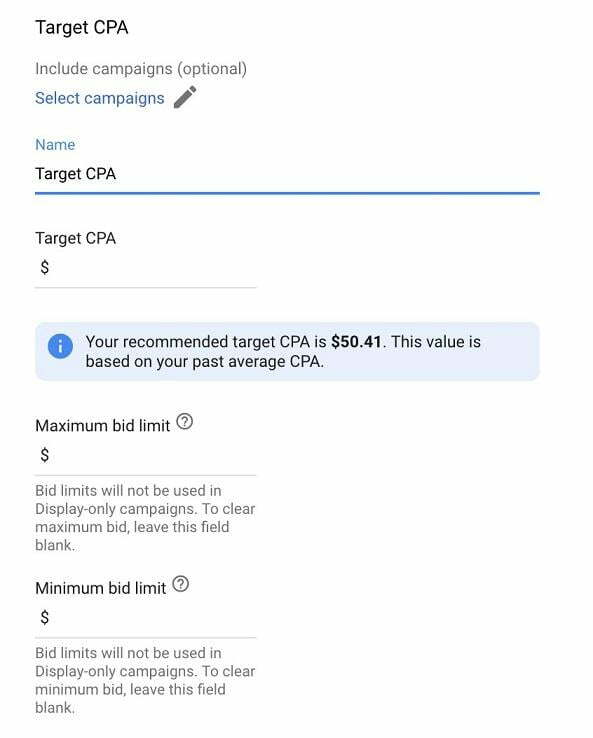 Target CPA
Include campaigns (optional)
Select campaigns
Name
Target CPA
Target CPA
$
Your recommended target CPA is $50.41. This value is
based on your past average CPA.
Maximum bid limit ?
$
Bid limits will not be used in
Display-only campaigns. To clear
maximum bid, leave this field
blank.
Minimum bid limit ?
$
Bid limits will not be used in
Display-only campaigns. To clear
minimum bid, leave this field
blank.